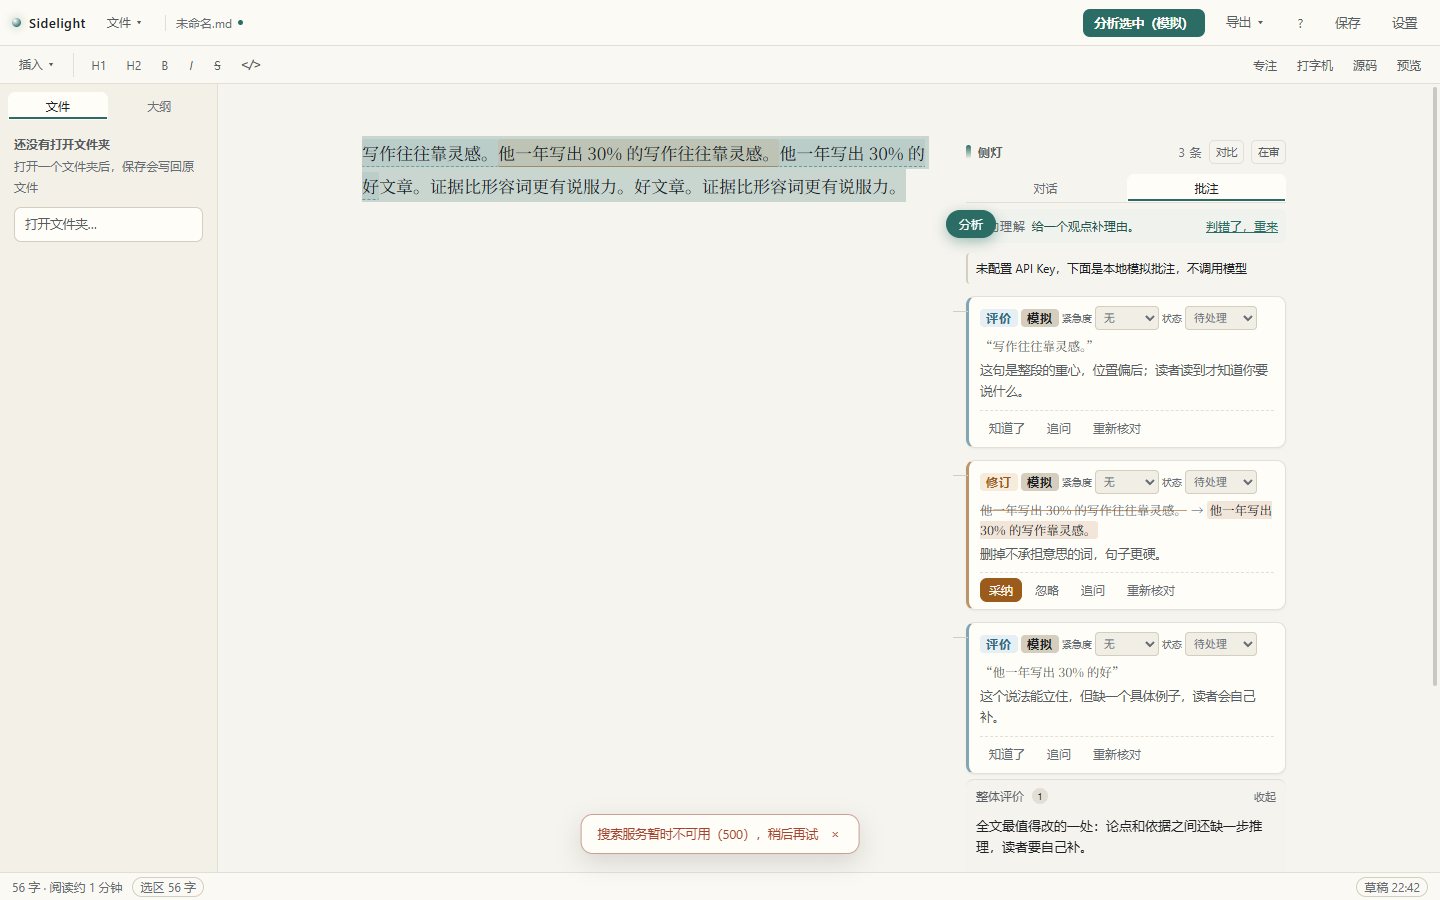 Sidelight
文件
未命名.md
分析选中（模拟）
导出
?
保存
设置
插入
H1
H2
B
I
S
</>
专注
打字机
源码
预览
文件
大纲
还没有打开文件夹
打开一个文件夹后，保存会写回原
文件
打开文件夹...
写作往往靠灵感。他一年写出 30% 的写作往往靠灵感。他一年写出 30% 的
好文章。证据比形容词更有说服力。好文章。证据比形容词更有说服力。
侧灯
3 条
对比
在审
对话
批注
分析
理解 给一个观点补理由。
判错了，重来
未配置 API Key，下面是本地模拟批注，不调用模型
评价 模拟 紧急度 无 状态 待处理
“写作往往靠灵感。”
这句是整段的重心，位置偏后；读者读到才知道你要
说什么。
知道了 追问 重新核对
修订 模拟 紧急度 无 状态 待处理
他一年写出 30% 的写作往往靠灵感。 → 他一年写出
30% 的写作靠灵感。
删掉不承担意思的词，句子更硬。
采纳 忽略 追问 重新核对
评价 模拟 紧急度 无 状态 待处理
“他一年写出 30% 的好”
这个说法能立住，但缺一个具体例子，读者会自己
补。
知道了 追问 重新核对
整体评价 1
收起
全文最值得改的一处：论点和依据之间还缺一步推
理，读者要自己补。
搜索服务暂时不可用（500），稍后再试 ×
56 字 · 阅读约 1 分钟
选区 56 字
草稿 22:42